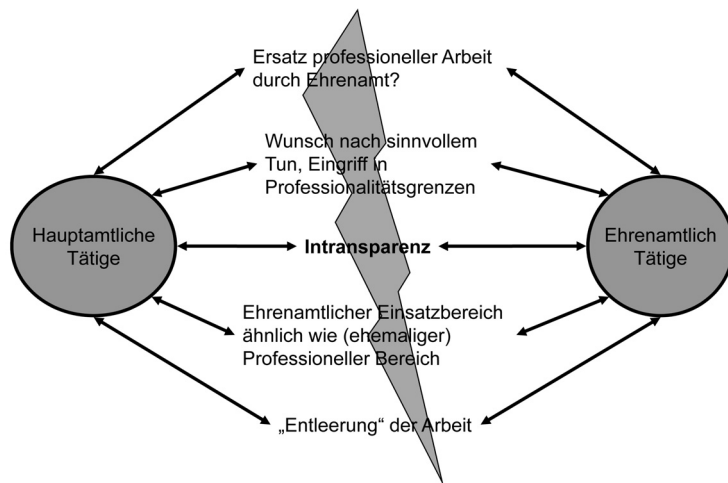 Ersatz professioneller Arbeit
durch Ehrenamt?
Wunsch nach sinnvollem
Tun, Eingriff in
Professionalitätsgrenzen
Hauptamtliche
Tätige
Intransparenz
Ehrenamtlich
Tätige
Ehrenamtlicher Einsatzbereich
ähnlich wie (ehemaliger)
Professioneller Bereich
„Entleerung“ der Arbeit